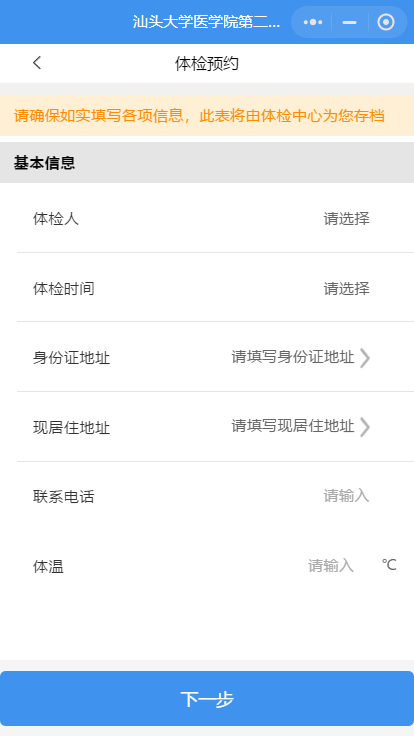 汕头大学医学院第二...
体检预约
请确保如实填写各项信息，此表将由体检中心为您存档
基本信息
体检人 请选择
体检时间 请选择
身份证地址 请填写身份证地址
现居住地址 请填写现居住地址
联系电话 请输入
体温 请输入 ℃
下一步